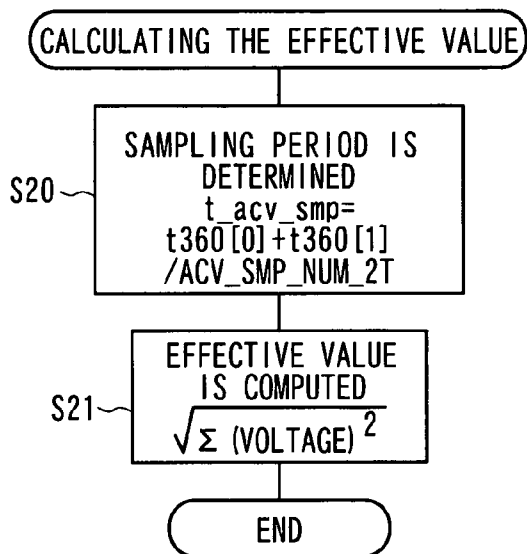 CALCULATING THE EFFECTIVE VALUE
SAMPLING PERIOD IS
DETERMINED
S20
t_acv_smp=
t360[0]+t360[1]
/ACV_SMP_NUM_2T
EFFECTIVE VALUE
IS COMPUTED
S21
√Σ (VOLTAGE)²
END